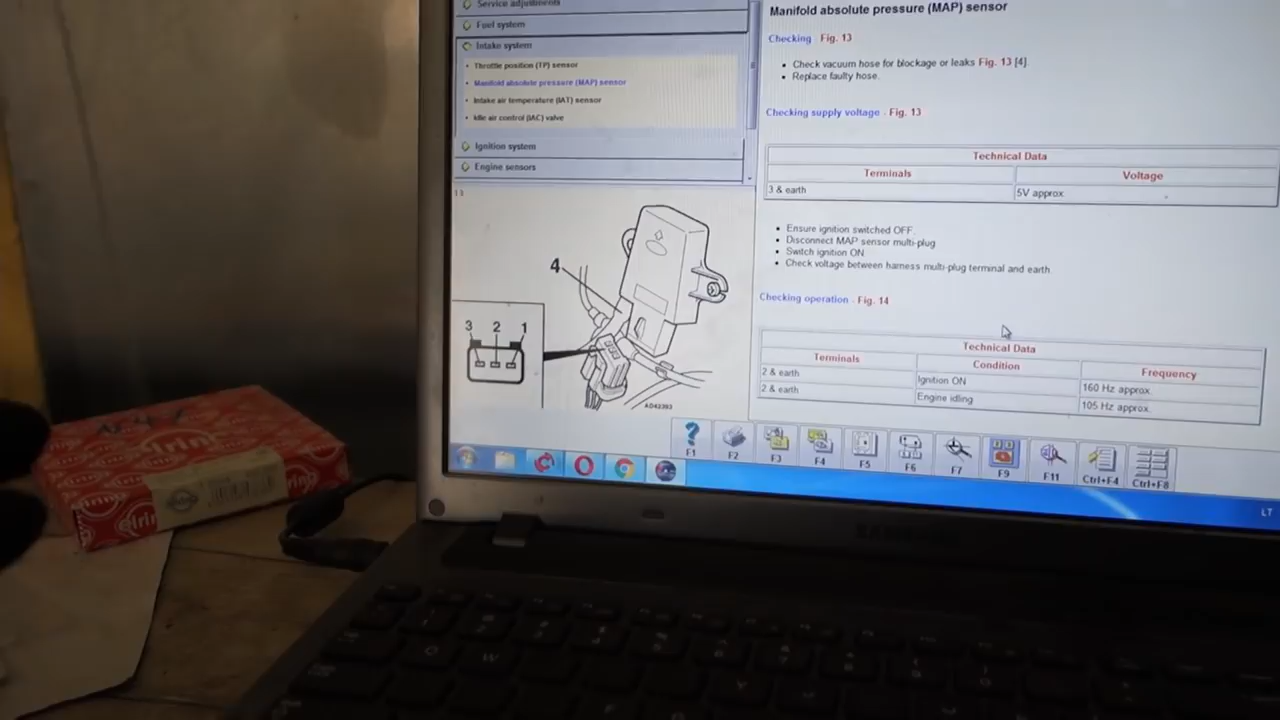 Service adjustments
Fuel system
Intake system
Throttle position (TP) sensor
Manifold absolute pressure (MAP) sensor
Intake air temperature (IAT) sensor
Idle air control (IAC) valve
Ignition system
Engine sensors
13
4
3 2 1
AD42393
Manifold absolute pressure (MAP) sensor
Checking - Fig. 13
Check vacuum hose for blockage or leaks Fig. 13 [4].
Replace faulty hose.
Checking supply voltage - Fig. 13
Technical Data
Terminals Voltage
3 & earth 5V approx.
Ensure ignition switched OFF.
Disconnect MAP sensor multi-plug
Switch ignition ON
Check voltage between harness multi-plug terminal and earth.
Checking operation - Fig. 14
Technical Data
Terminals Condition Frequency
2 & earth Ignition ON 160 Hz approx.
2 & earth Engine idling 105 Hz approx.
F1 F2 F3 F4 F5 F6 F7 F9 F11 Ctrl+F4 Ctrl+F8
LT
elring
elring
W